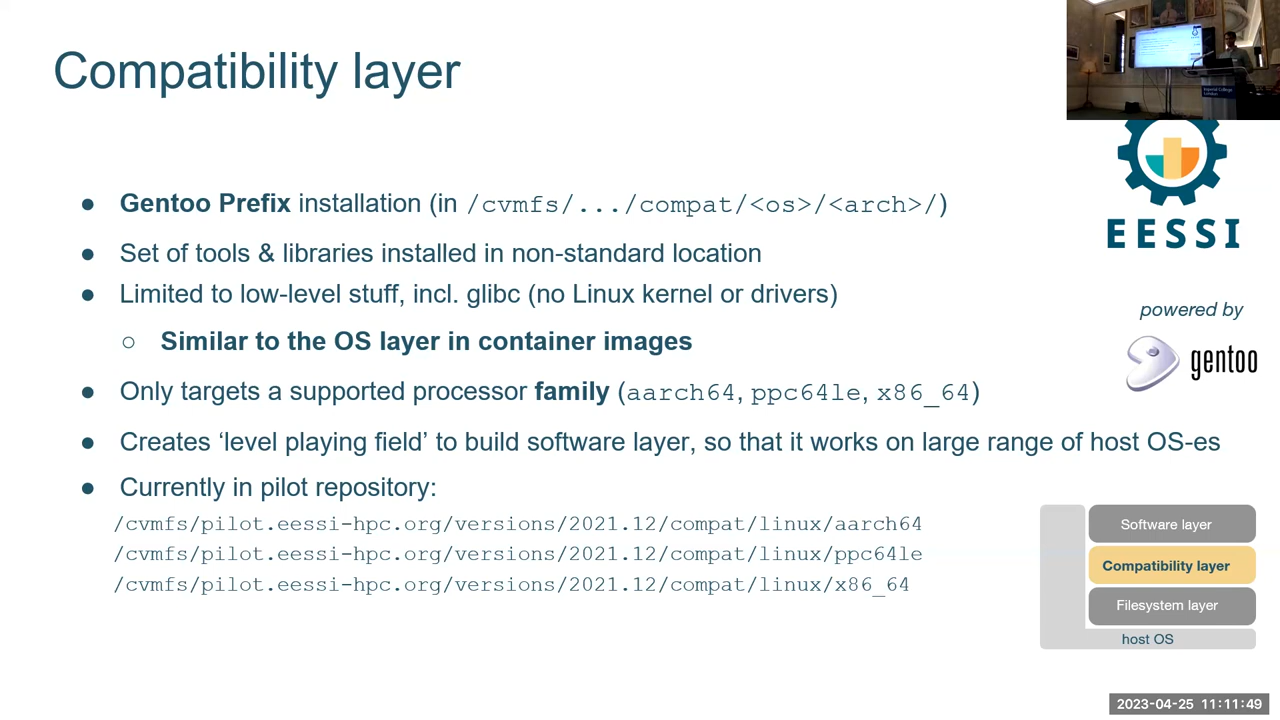 Compatibility layer
● Gentoo Prefix installation (in /cvmfs/.../compat/<os>/<arch>/)
● Set of tools & libraries installed in non-standard location
● Limited to low-level stuff, incl. glibc (no Linux kernel or drivers)
○ Similar to the OS layer in container images
● Only targets a supported processor family (aarch64, ppc64le, x86_64)
● Creates ‘level playing field’ to build software layer, so that it works on large range of host OS-es
● Currently in pilot repository:
/cvmfs/pilot.eessi-hpc.org/versions/2021.12/compat/linux/aarch64
/cvmfs/pilot.eessi-hpc.org/versions/2021.12/compat/linux/ppc64le
/cvmfs/pilot.eessi-hpc.org/versions/2021.12/compat/linux/x86_64
EESSI
powered by
gentoo
Software layer
Compatibility layer
Filesystem layer
host OS
Imperial College
London
2023-04-25 11:11:49